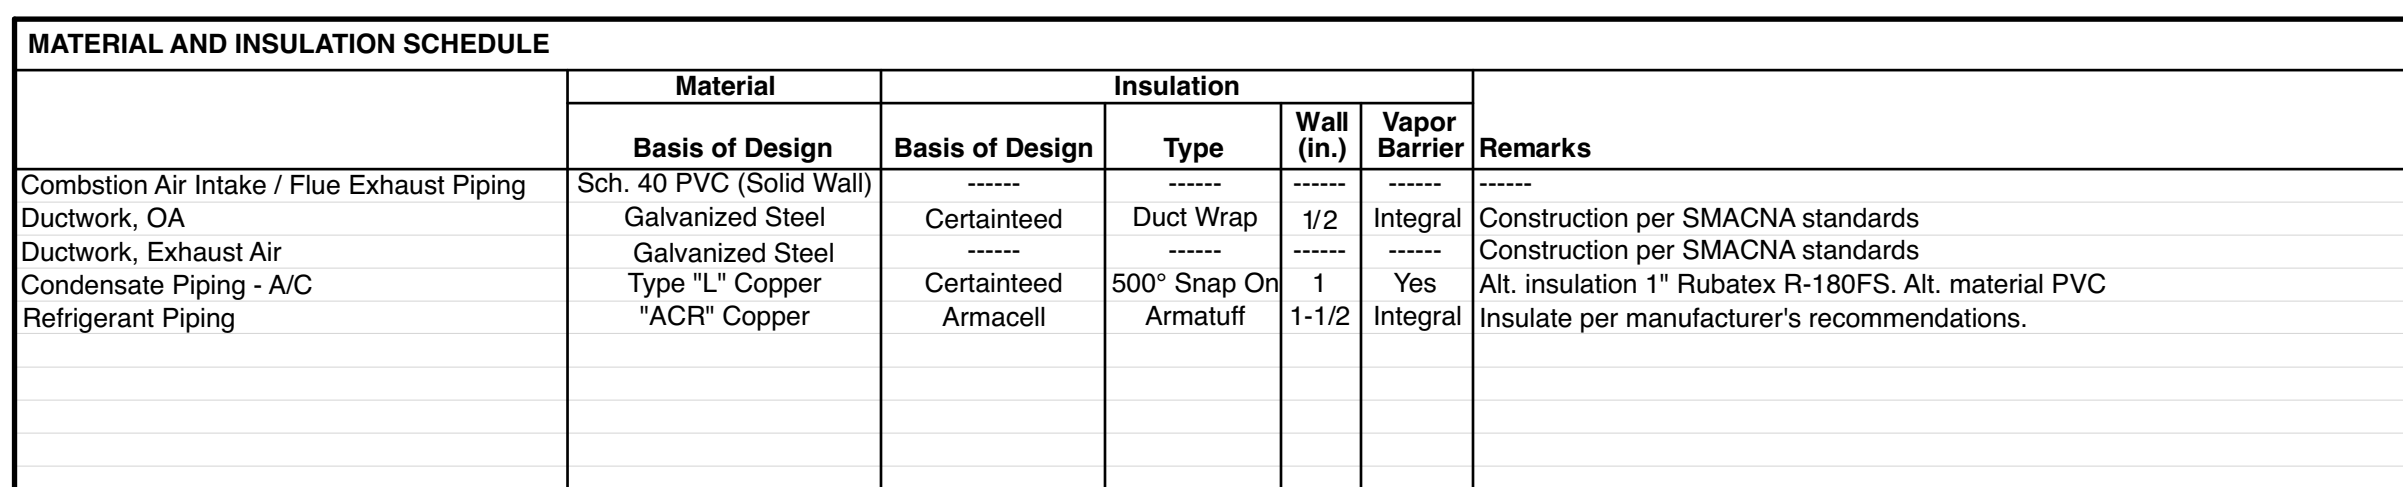 MATERIAL AND INSULATION SCHEDULE
Material Insulation
Basis of Design Basis of Design Type Wall (in.) Vapor Barrier Remarks
Combstion Air Intake / Flue Exhaust Piping Sch. 40 PVC (Solid Wall) ------ ------ ------ ------ ------
Ductwork, OA Galvanized Steel Certainteed Duct Wrap 1/2 Integral Construction per SMACNA standards
Ductwork, Exhaust Air Galvanized Steel ------ ------ ------ ------ Construction per SMACNA standards
Condensate Piping - A/C Type "L" Copper Certainteed 500° Snap On 1 Yes Alt. insulation 1" Rubatex R-180FS. Alt. material PVC
Refrigerant Piping "ACR" Copper Armacell Armatuff 1-1/2 Integral Insulate per manufacturer's recommendations.